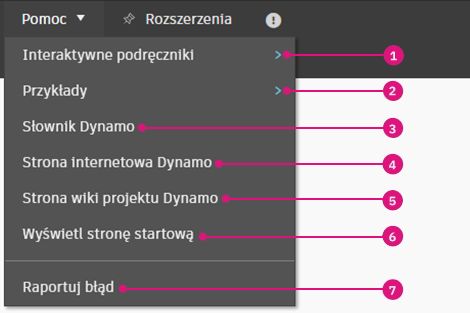 Pomoc Rozszerzenia !
Interaktywne podręczniki 1
Przykłady 2
Słownik Dynamo 3
Strona internetowa Dynamo 4
Strona wiki projektu Dynamo 5
Wyświetl stronę startową 6
Raportuj błąd 7